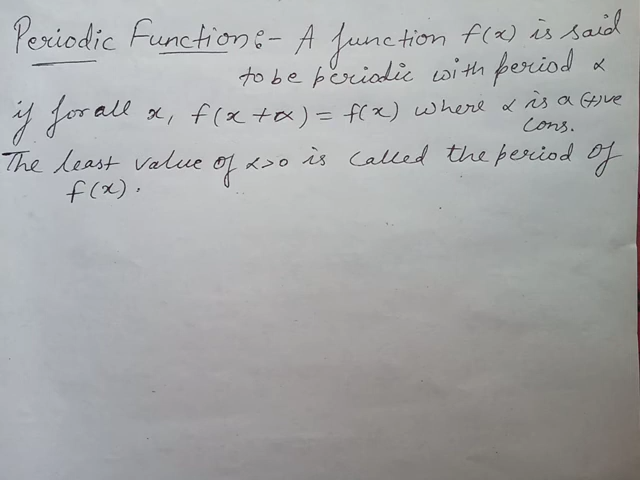 Periodic Function:- A function f(x) is said
to be periodic with period α
if for all x, f(x+α) = f(x) where α is a (+)ve
cons.
The least value of α>0 is called the period of
f(x).